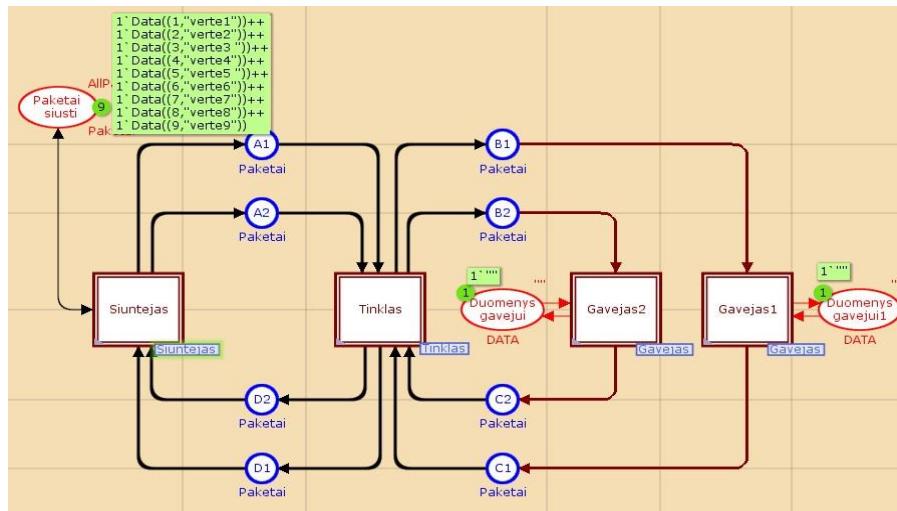 1`Data((1,"verte1"))++
1`Data((2,"verte2"))++
1`Data((3,"verte3 "))++
1`Data((4,"verte4"))++
1`Data((5,"verte5 "))++
1`Data((6,"verte6"))++
1`Data((7,"verte7"))++
1`Data((8,"verte8"))++
1`Data((9,"verte9"))
AllPa
Paketai
siusti
9
Pak
A1
Paketai
B1
Paketai
A2
Paketai
B2
Paketai
1`""
""
1`""
""
Siuntejas
Siuntejas
Tinklas
Tinklas
1
Duomenys
gavejui
DATA
Gavejas2
Gavejas
Gavejas1
Gavejas
1
Duomenys
gavejui1
DATA
D2
Paketai
C2
Paketai
D1
Paketai
C1
Paketai